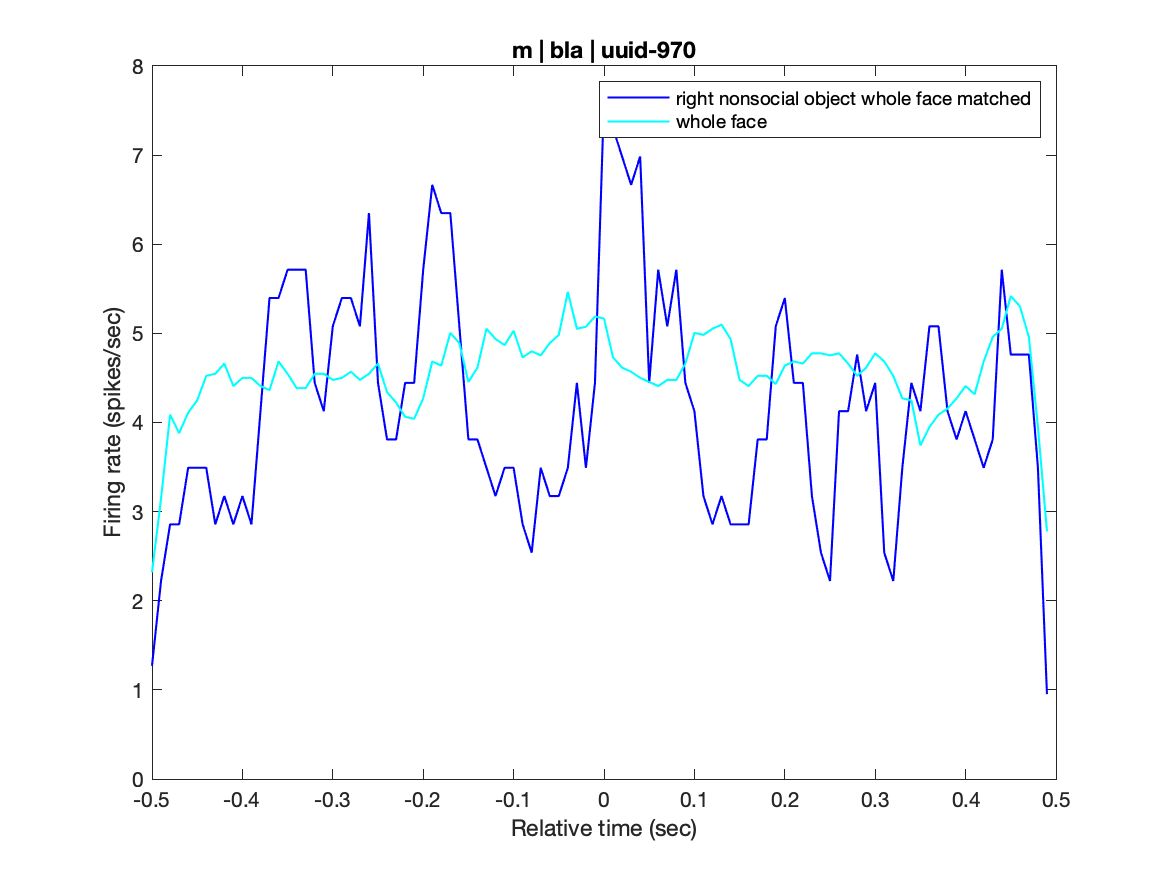 m | bla | uuid-970
right nonsocial object whole face matched
whole face
8
7
6
5
4
3
2
1
0
Firing rate (spikes/sec)
-0.5 -0.4 -0.3 -0.2 -0.1 0 0.1 0.2 0.3 0.4 0.5
Relative time (sec)